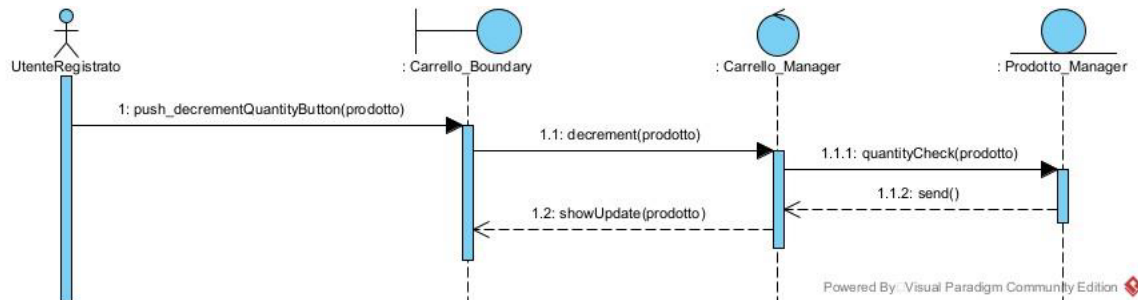 UtenteRegistrato
: Carrello_Boundary
: Carrello_Manager
: Prodotto_Manager
1: push_decrementQuantityButton(prodotto)
1.1: decrement(prodotto)
1.1.1: quantityCheck(prodotto)
1.1.2: send()
1.2: showUpdate(prodotto)
Powered By Visual Paradigm Community Edition